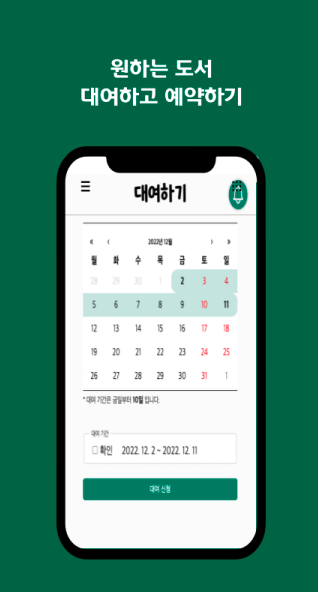 원하는 도서
대여하고 예약하기
대여하기
« ‹ 2022년 12월 › »
월 화 수 목 금 토 일
28 29 30 1 2 3 4
5 6 7 8 9 10 11
12 13 14 15 16 17 18
19 20 21 22 23 24 25
26 27 28 29 30 31 1
* 대여 기간은 금일부터 10일 입니다.
대여 기간
확인 2022. 12. 2 ~ 2022. 12. 11
대여 신청